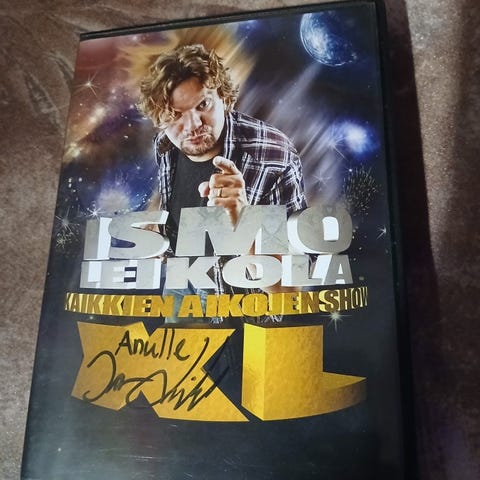 ISMO
LEIKOLA
KAIKKIEN AIKOJEN SHOW
XL
Anulle